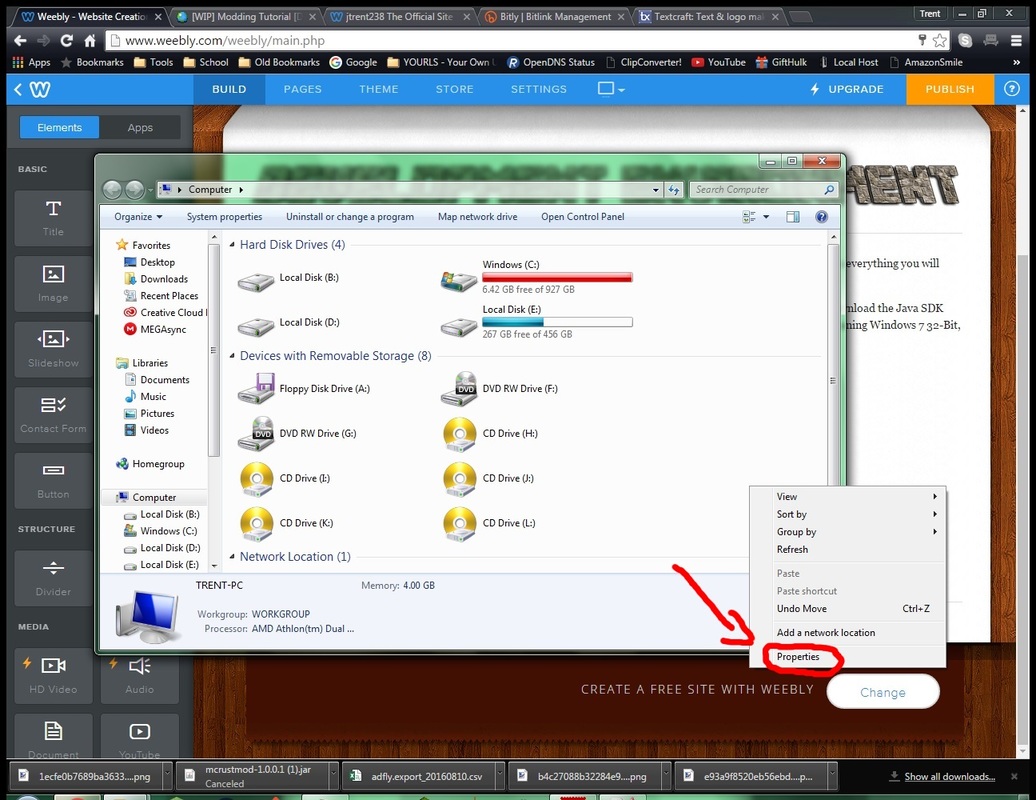 Weebly - Website Creation
[WIP] Modding Tutorial [
jtrent238 The Official Site
Bitly | Bitlink Management
Textcraft: Text & logo mak
Trent
www.weebly.com/weebly/main.php
Apps
Bookmarks
Tools
School
Old Bookmarks
Google
YOURLS - Your Own
OpenDNS Status
ClipConverter!
YouTube
GiftHulk
Local Host
AmazonSmile
»
BUILD
PAGES
THEME
STORE
SETTINGS
UPGRADE
PUBLISH
?
Elements
Apps
BASIC
Title
Image
Slideshow
Contact Form
Button
STRUCTURE
Divider
MEDIA
HD Video
Audio
Document
YouTube
MENT
everything you will
nload the Java SDK
ning Windows 7 32-Bit,
Computer
Search Computer
Organize
System properties
Uninstall or change a program
Map network drive
Open Control Panel
Favorites
Desktop
Downloads
Recent Places
Creative Cloud
MEGAsync
Libraries
Documents
Music
Pictures
Videos
Homegroup
Computer
Local Disk (B:)
Windows (C:)
Local Disk (D:)
Local Disk (E:)
Hard Disk Drives (4)
Local Disk (B:)
Windows (C:)
6.42 GB free of 927 GB
Local Disk (D:)
Local Disk (E:)
267 GB free of 456 GB
Devices with Removable Storage (8)
Floppy Disk Drive (A:)
DVD RW Drive (F:)
DVD RW Drive (G:)
CD Drive (H:)
CD Drive (I:)
CD Drive (J:)
CD Drive (K:)
CD Drive (L:)
Network Location (1)
TRENT-PC
Memory: 4.00 GB
Workgroup: WORKGROUP
Processor: AMD Athlon(tm) Dual ...
View
Sort by
Group by
Refresh
Paste
Paste shortcut
Undo Move Ctrl+Z
Add a network location
Properties
CREATE A FREE SITE WITH WEEBLY
Change
1ecfe0b7689ba3633....png
mcrustmod-1.0.0.1 (1).jar
Canceled
adfly.export_20160810.csv
b4c27088b32284e9....png
e93a9f8520eb56ebd....p...
Show all downloads...